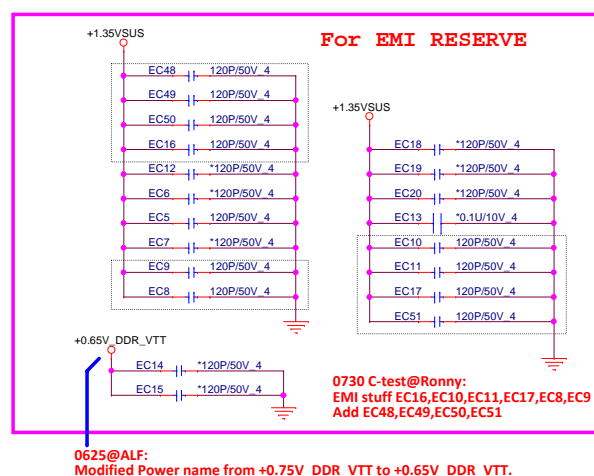 For EMI RESERVE
+1.35VSUS
EC48 120P/50V_4
EC49 120P/50V_4
EC50 120P/50V_4
EC16 120P/50V_4
EC12 *120P/50V_4
EC6 *120P/50V_4
EC5 120P/50V_4
EC7 *120P/50V_4
EC9 120P/50V_4
EC8 120P/50V_4
+1.35VSUS
EC18 *120P/50V_4
EC19 *120P/50V_4
EC20 *120P/50V_4
EC13 *0.1U/10V_4
EC10 120P/50V_4
EC11 120P/50V_4
EC17 120P/50V_4
EC51 120P/50V_4
+0.65V_DDR_VTT
EC14 *120P/50V_4
EC15 *120P/50V_4
0730 C-test@Ronny:
EMI stuff EC16,EC10,EC11,EC17,EC8,EC9
Add EC48,EC49,EC50,EC51
0625@ALF:
Modified Power name from +0.75V_DDR_VTT to +0.65V_DDR_VTT.